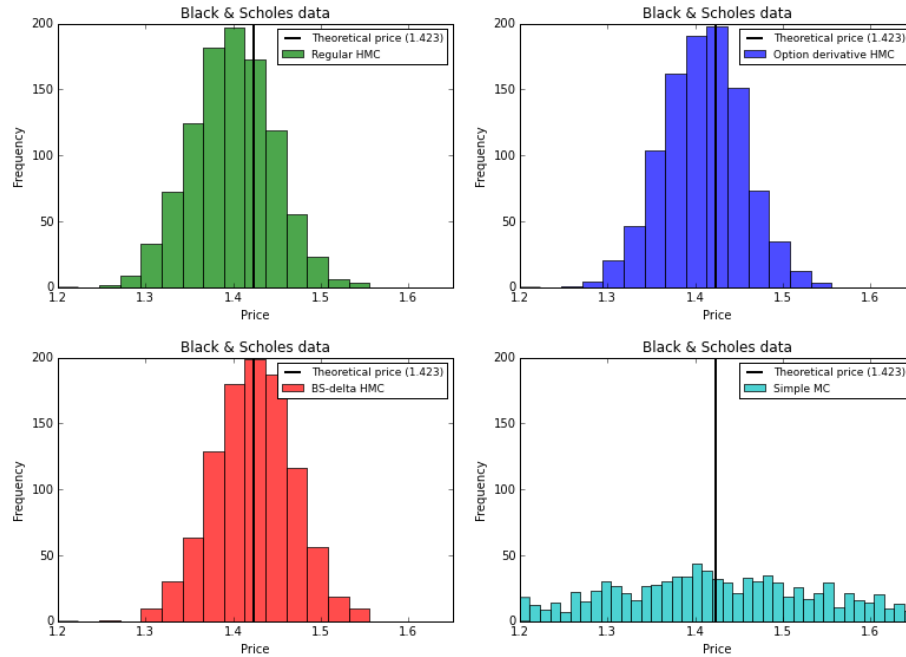 Black & Scholes data
Theoretical price (1.423)
Regular HMC
Frequency
200
150
100
50
0
1.2 1.3 1.4 1.5 1.6
Price
Black & Scholes data
Theoretical price (1.423)
Option derivative HMC
Frequency
200
150
100
50
0
1.2 1.3 1.4 1.5 1.6
Price
Black & Scholes data
Theoretical price (1.423)
BS-delta HMC
Frequency
200
150
100
50
0
1.2 1.3 1.4 1.5 1.6
Price
Black & Scholes data
Theoretical price (1.423)
Simple MC
Frequency
200
150
100
50
0
1.2 1.3 1.4 1.5 1.6
Price